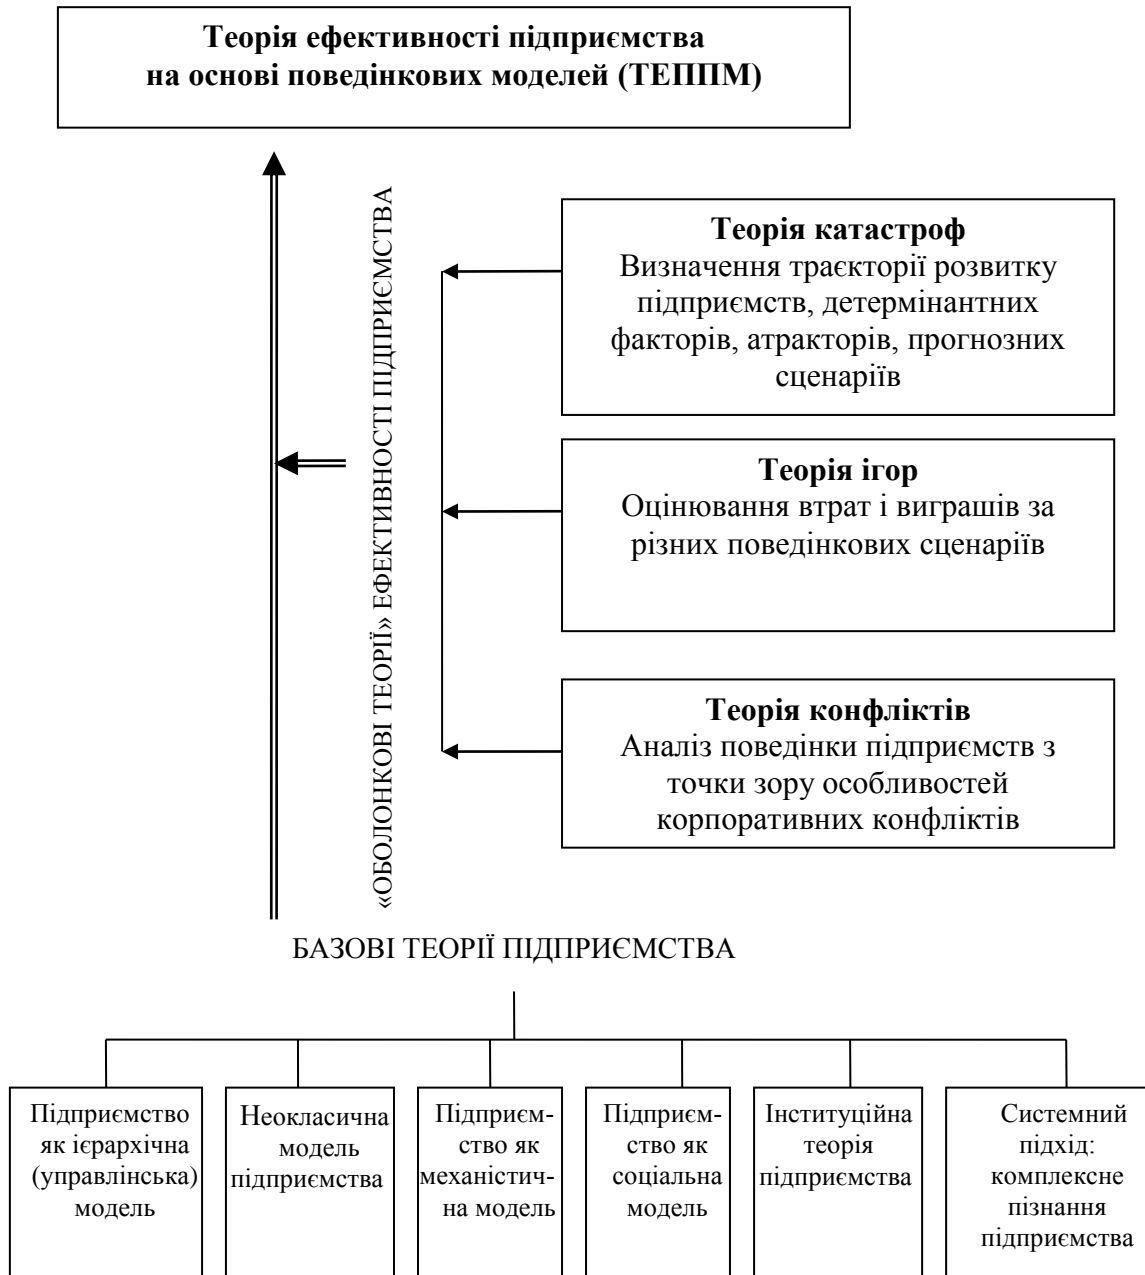 Теорія ефективності підприємства
на основі поведінкових моделей (ТЕППМ)
«ОБОЛОНКОВІ ТЕОРІЇ» ЕФЕКТИВНОСТІ ПІДПРИЄМСТВА
Теорія катастроф
Визначення траєкторії розвитку
підприємств, детермінантних
факторів, атракторів, прогнозних
сценаріїв
Теорія ігор
Оцінювання втрат і виграшів за
різних поведінкових сценаріїв
Теорія конфліктів
Аналіз поведінки підприємств з
точки зору особливостей
корпоративних конфліктів
БАЗОВІ ТЕОРІЇ ПІДПРИЄМСТВА
Підприємство
як ієрархічна
(управлінська)
модель
Неокласична
модель
підприємства
Підприєм-
ство як
механістич-
на модель
Підприєм-
ство як
соціальна
модель
Інституційна
теорія
підприємства
Системний
підхід:
комплексне
пізнання
підприємства